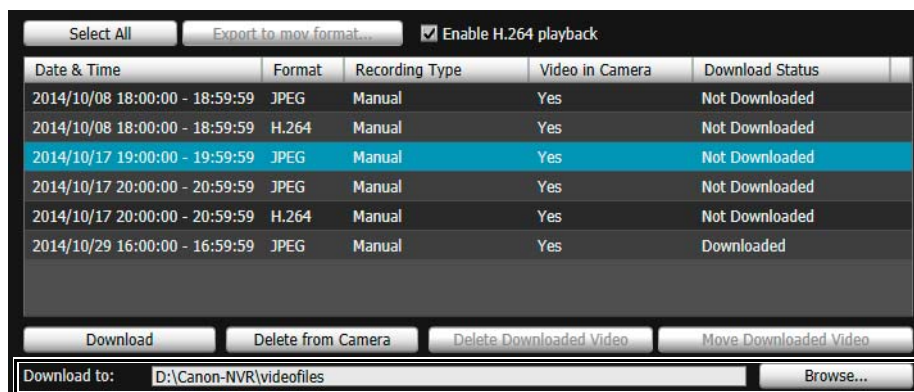 Select All Export to mov format... Enable H.264 playback
Date & Time Format Recording Type Video in Camera Download Status
2014/10/08 18:00:00 - 18:59:59 JPEG Manual Yes Not Downloaded
2014/10/08 18:00:00 - 18:59:59 H.264 Manual Yes Not Downloaded
2014/10/17 19:00:00 - 19:59:59 JPEG Manual Yes Not Downloaded
2014/10/17 20:00:00 - 20:59:59 JPEG Manual Yes Not Downloaded
2014/10/17 20:00:00 - 20:59:59 H.264 Manual Yes Not Downloaded
2014/10/29 16:00:00 - 16:59:59 JPEG Manual Yes Downloaded
Download Delete from Camera Delete Downloaded Video Move Downloaded Video
Download to: D:\Canon-NVR\videofiles Browse...